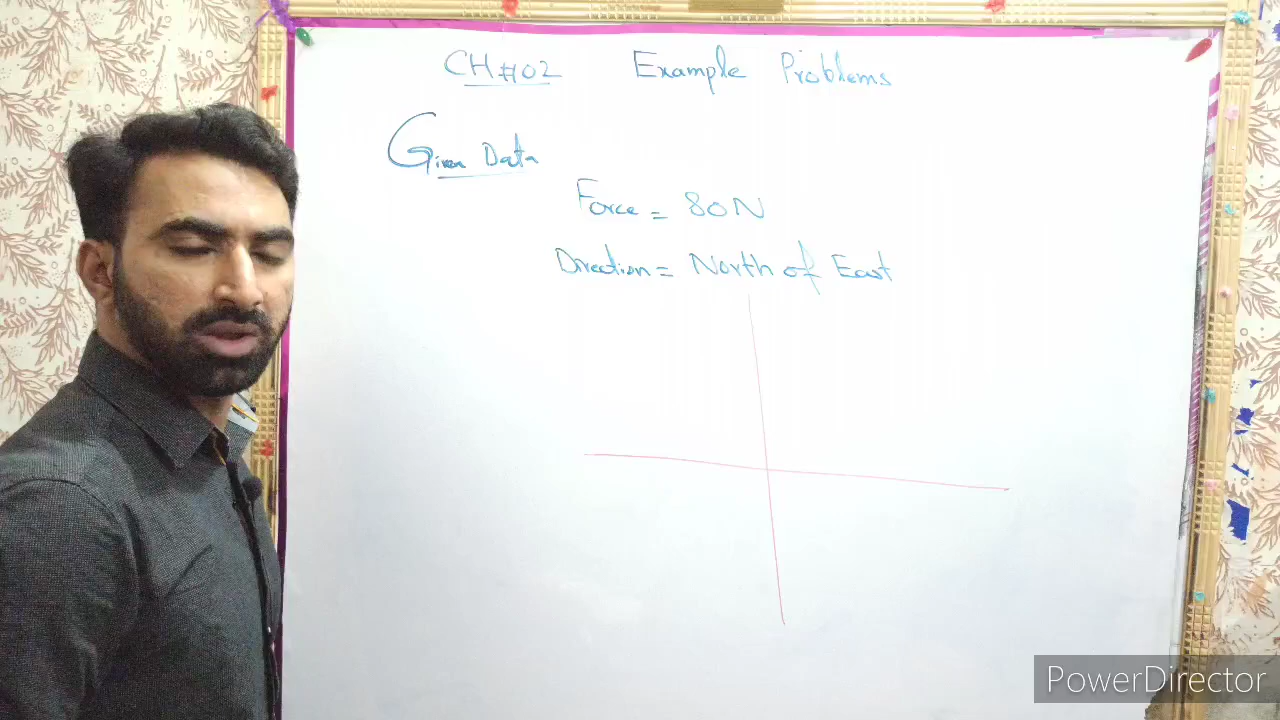 CH#02 Example Problems
Given Data
Force = 80N
Direction = North of East
PowerDirector